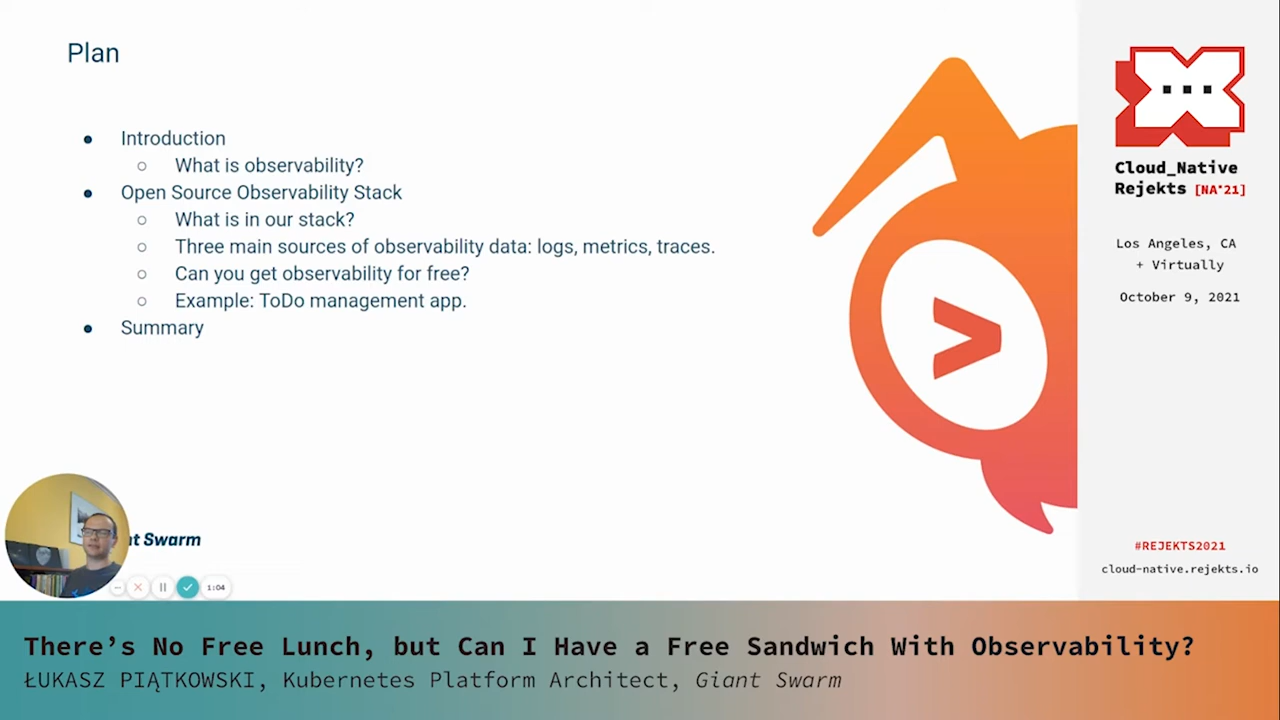 Plan
Introduction
What is observability?
Open Source Observability Stack
What is in our stack?
Three main sources of observability data: logs, metrics, traces.
Can you get observability for free?
Example: ToDo management app.
Summary
Swarm
1:04
Cloud_Native
Rejekts [NA'21]
Los Angeles, CA
+ Virtually
October 9, 2021
#REJEKTS2021
cloud-native.rejekts.io
There's No Free Lunch, but Can I Have a Free Sandwich With Observability?
ŁUKASZ PIĄTKOWSKI, Kubernetes Platform Architect, Giant Swarm